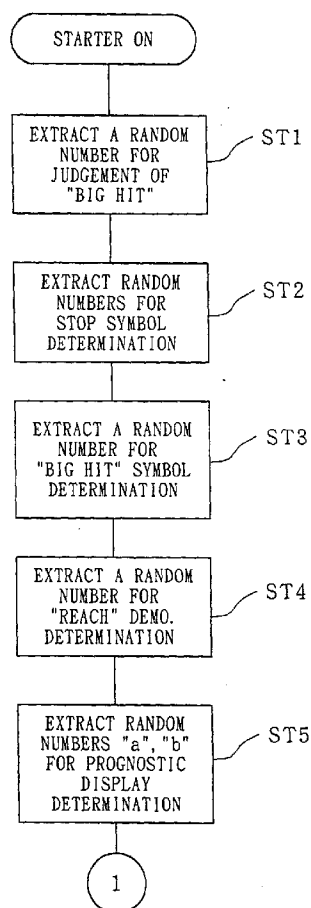 STARTER ON
EXTRACT A RANDOM
NUMBER FOR
JUDGEMENT OF
"BIG HIT"
ST1
EXTRACT RANDOM
NUMBERS FOR
STOP SYMBOL
DETERMINATION
ST2
EXTRACT A RANDOM
NUMBER FOR
"BIG HIT" SYMBOL
DETERMINATION
ST3
EXTRACT A RANDOM
NUMBER FOR
"REACH" DEMO.
DETERMINATION
ST4
EXTRACT RANDOM
NUMBERS "a","b"
FOR PROGNOSTIC
DISPLAY
DETERMINATION
ST5
1